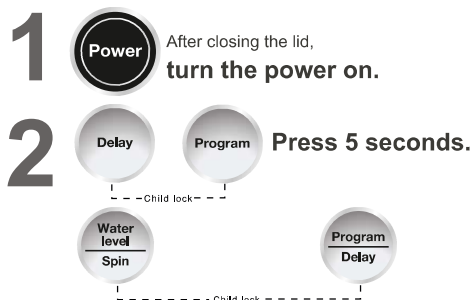 1
Power
After closing the lid,
turn the power on.
2
Delay
Program
Press 5 seconds.
Child lock
Water
level
Spin
Program
Delay
Child lock